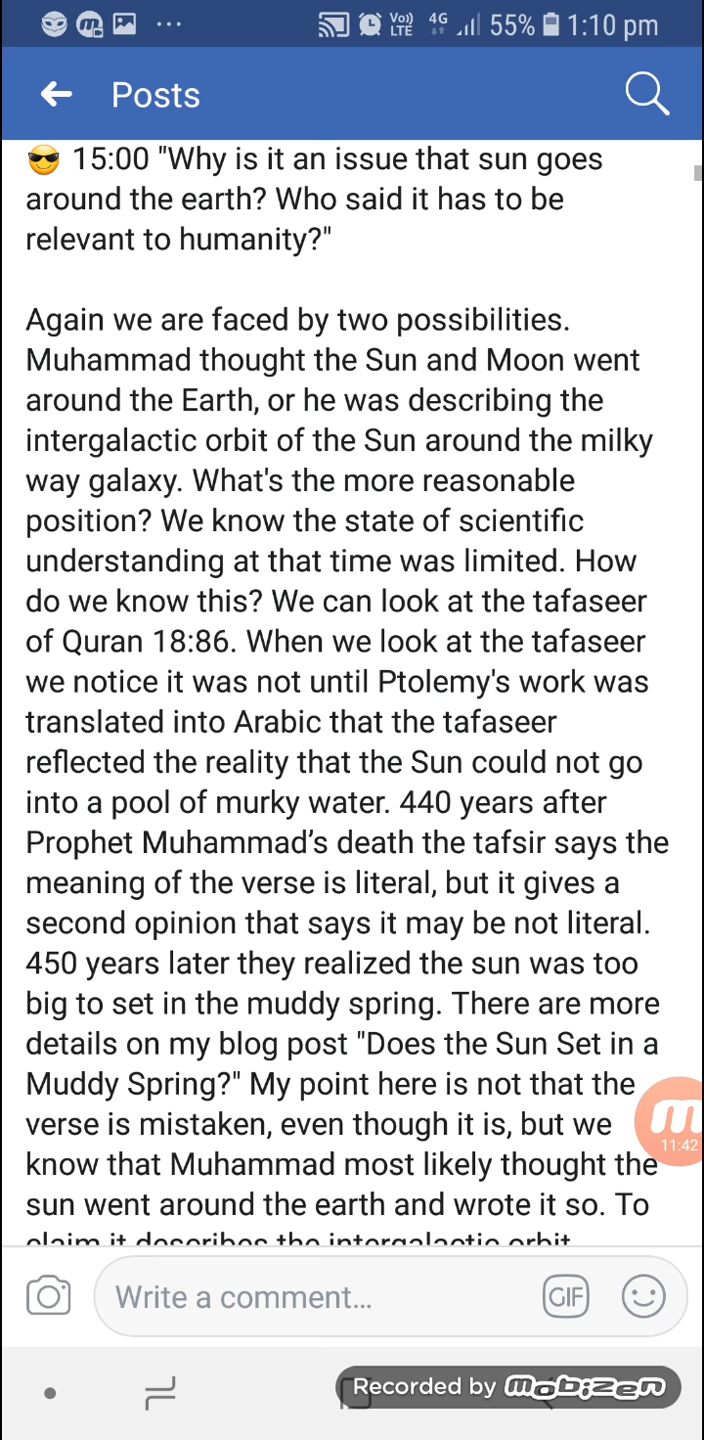 Vo)) 4G 55% 1:10 pm
LTE
Posts
😎 15:00 "Why is it an issue that sun goes
around the earth? Who said it has to be
relevant to humanity?"
Again we are faced by two possibilities.
Muhammad thought the Sun and Moon went
around the Earth, or he was describing the
intergalactic orbit of the Sun around the milky
way galaxy. What's the more reasonable
position? We know the state of scientific
understanding at that time was limited. How
do we know this? We can look at the tafaseer
of Quran 18:86. When we look at the tafaseer
we notice it was not until Ptolemy's work was
translated into Arabic that the tafaseer
reflected the reality that the Sun could not go
into a pool of murky water. 440 years after
Prophet Muhammad’s death the tafsir says the
meaning of the verse is literal, but it gives a
second opinion that says it may be not literal.
450 years later they realized the sun was too
big to set in the muddy spring. There are more
details on my blog post "Does the Sun Set in a
Muddy Spring?" My point here is not that the
verse is mistaken, even though it is, but we
11:42
know that Muhammad most likely thought the
sun went around the earth and wrote it so. To
claim it describes the intergalactic orbit
Write a comment...
GIF
Recorded by mobizen